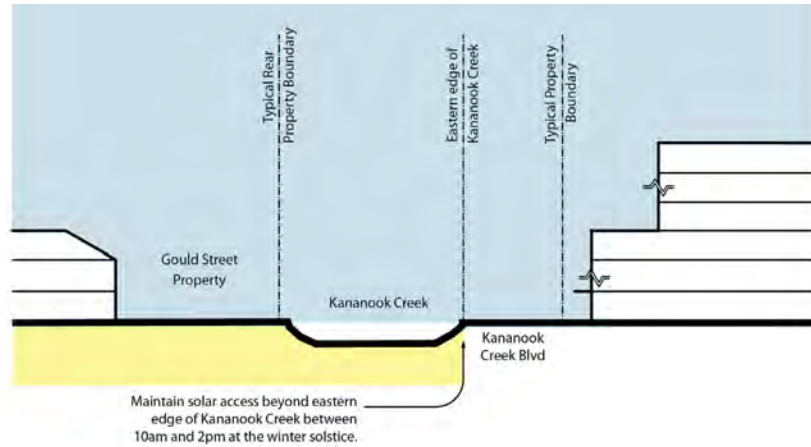 Typical Rear
Property Boundary
Eastern edge of
Kananook Creek
Typical Property
Boundary
Gould Street
Property
Kananook Creek
Kananook
Creek Blvd
Maintain solar access beyond eastern
edge of Kananook Creek between
10am and 2pm at the winter solstice.